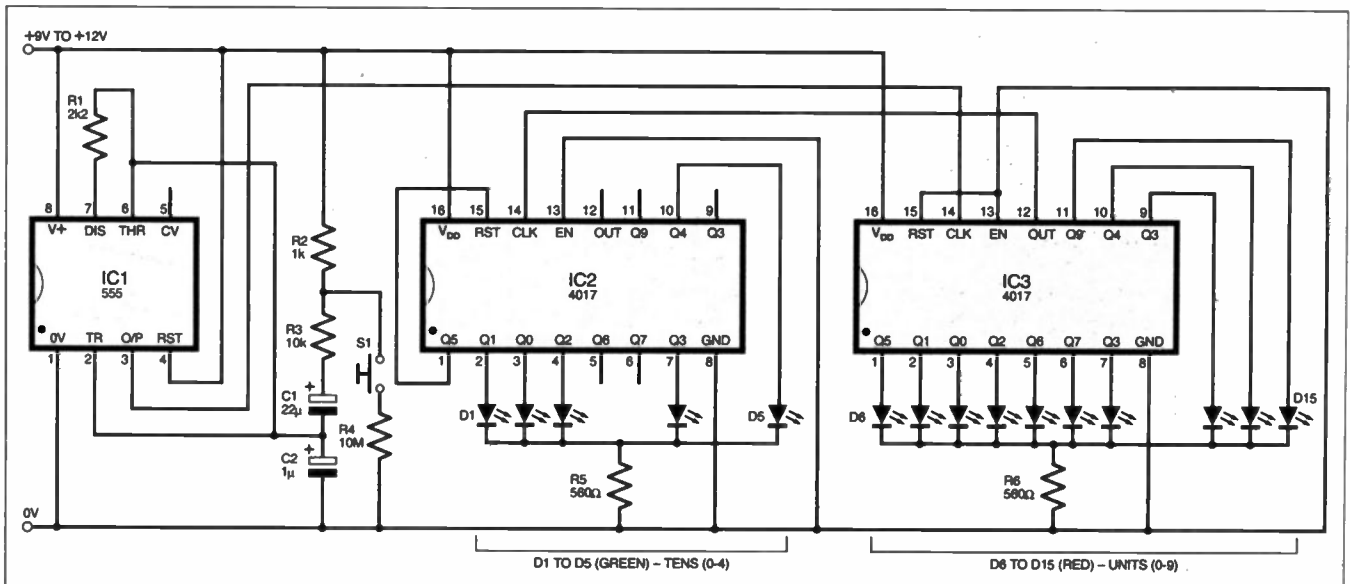 +9V TO +12V
R1
2k2
8 7 6 5
V+ DIS THR CV
IC1
555
0V TR O/P RST
1 2 3 4
R2
1k
R3
10k
S1
C1
22µ
R4
10M
C2
1µ
+
+
16 15 14 13 12 11 10 9
VDD RST CLK EN OUT Q9 Q4 Q3
IC2
4017
Q5 Q1 Q0 Q2 Q6 Q7 Q3 GND
1 2 3 4 5 6 7 8
D1
D5
R5
560Ω
16 15 14 13 12 11 10 9
VDD RST CLK EN OUT Q9 Q4 Q3
IC3
4017
Q5 Q1 Q0 Q2 Q6 Q7 Q3 GND
1 2 3 4 5 6 7 8
D6
D15
R6
560Ω
0V
D1 TO D5 (GREEN) – TENS (0-4)
D6 TO D15 (RED) – UNITS (0-9)